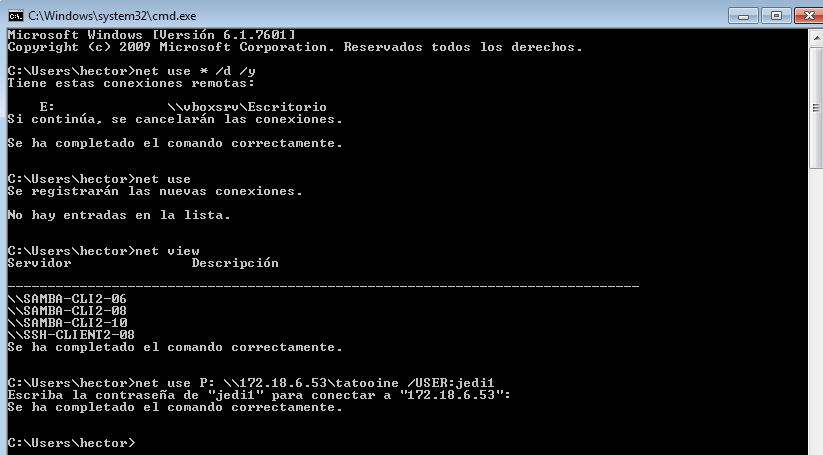 C:\Windows\system32\cmd.exe
Microsoft Windows [Versión 6.1.7601]
Copyright (c) 2009 Microsoft Corporation. Reservados todos los derechos.
C:\Users\hector>net use * /d /y
Tiene estas conexiones remotas:
E: \\vboxsrv\Escritorio
Si continúa, se cancelarán las conexiones.
Se ha completado el comando correctamente.
C:\Users\hector>net use
Se registrarán las nuevas conexiones.
No hay entradas en la lista.
C:\Users\hector>net view
Servidor Descripción
-------------------------------------------------------------------------------
\\SAMBA-CLI2-06
\\SAMBA-CLI2-08
\\SAMBA-CLI2-10
\\SSH-CLIENT2-08
Se ha completado el comando correctamente.
C:\Users\hector>net use P: \\172.18.6.53\tatooine /USER:jedi1
Escriba la contraseña de "jedi1" para conectar a "172.18.6.53":
Se ha completado el comando correctamente.
C:\Users\hector>